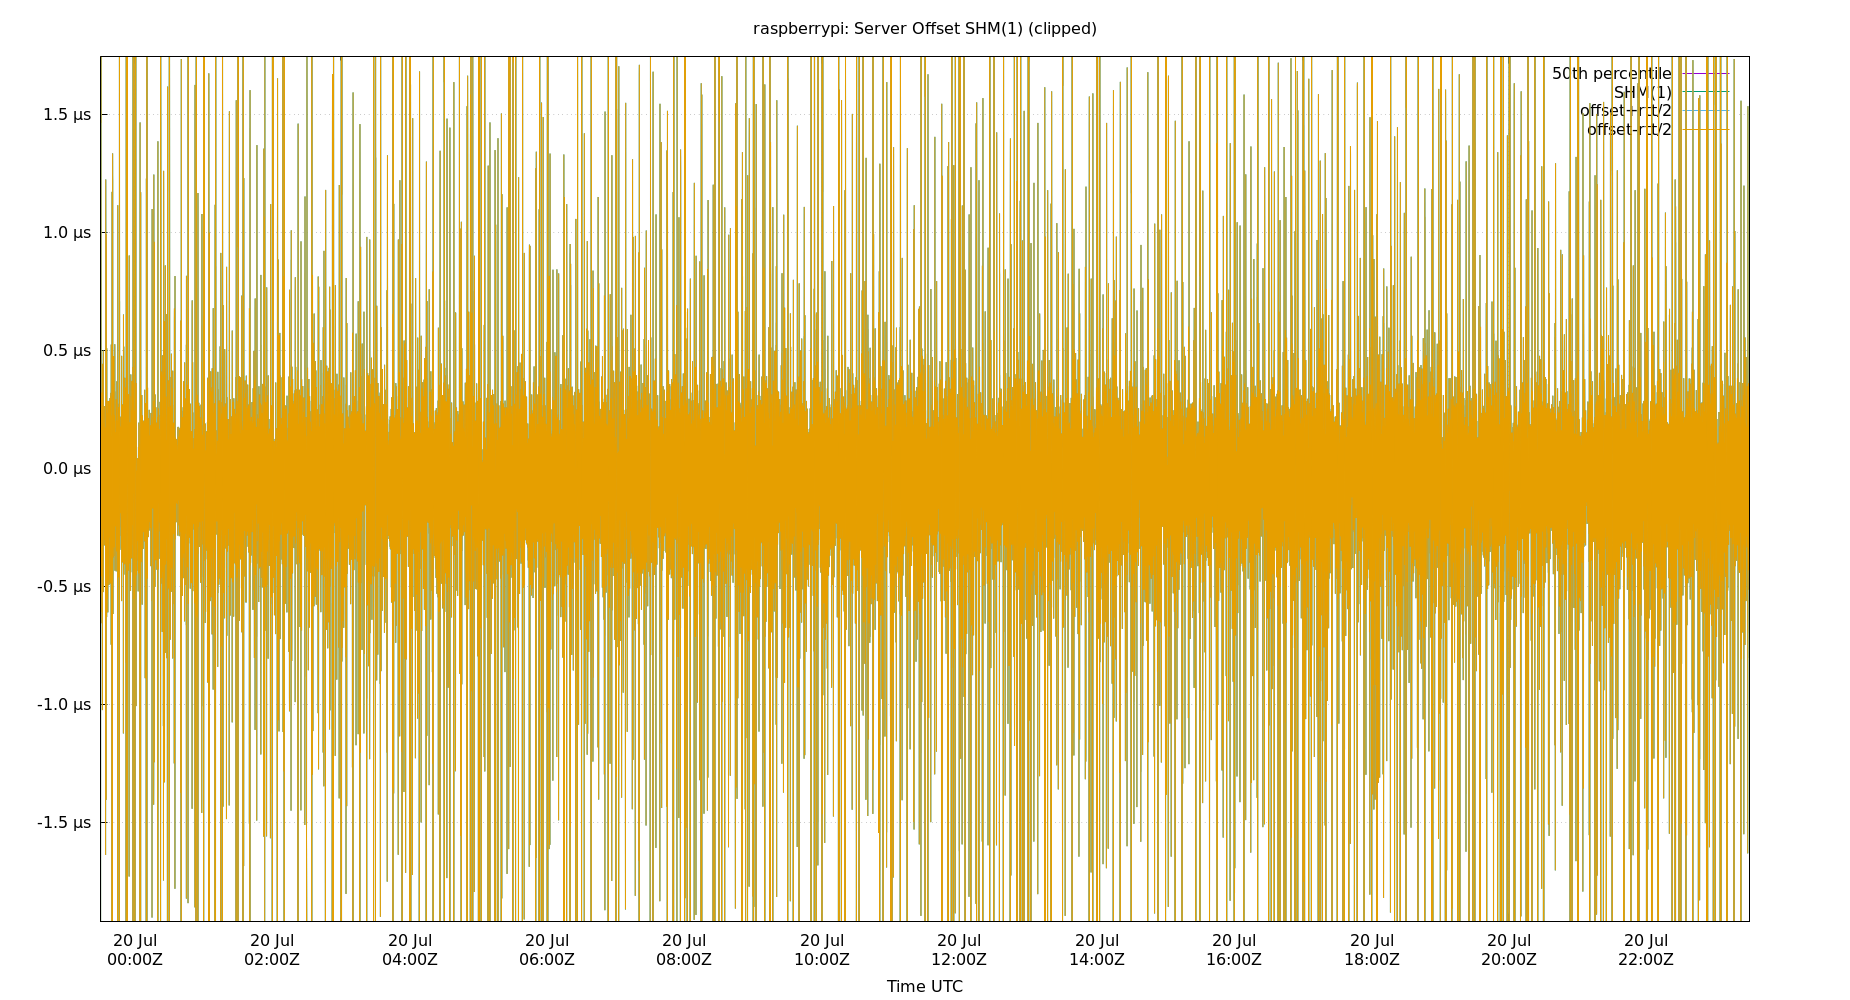 raspberrypi: Server Offset SHM(1) (clipped)
50th percentile
SHM(1)
offset+rtt/2
offset-rtt/2
1.5 µs
1.0 µs
0.5 µs
0.0 µs
-0.5 µs
-1.0 µs
-1.5 µs
20 Jul 20 Jul 20 Jul 20 Jul 20 Jul 20 Jul 20 Jul 20 Jul 20 Jul 20 Jul 20 Jul 20 Jul
00:00Z 02:00Z 04:00Z 06:00Z 08:00Z 10:00Z 12:00Z 14:00Z 16:00Z 18:00Z 20:00Z 22:00Z
Time UTC